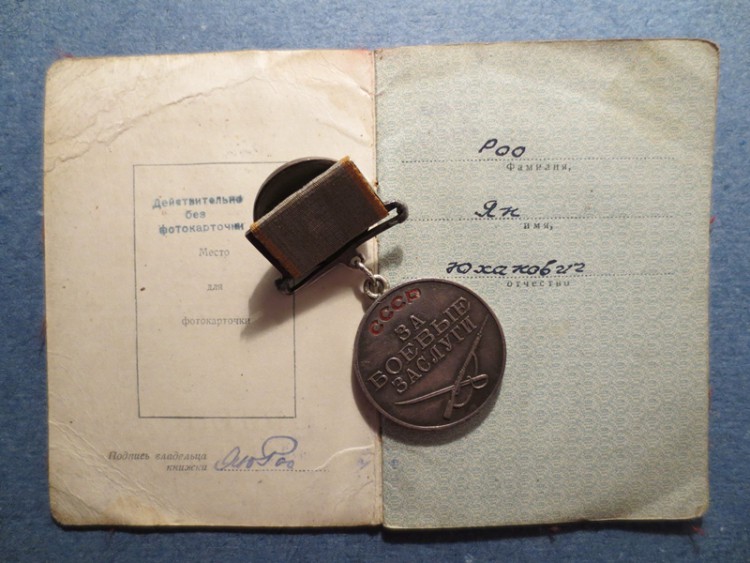 Действительно
без
фотокарточки
Место
для
фотокарточки
Подпись владельца
книжки
Роо
Фамилия,
Ян
имя,
Юханович
отчество
СССР
ЗА
БОЕВЫЕ
ЗАСЛУГИ